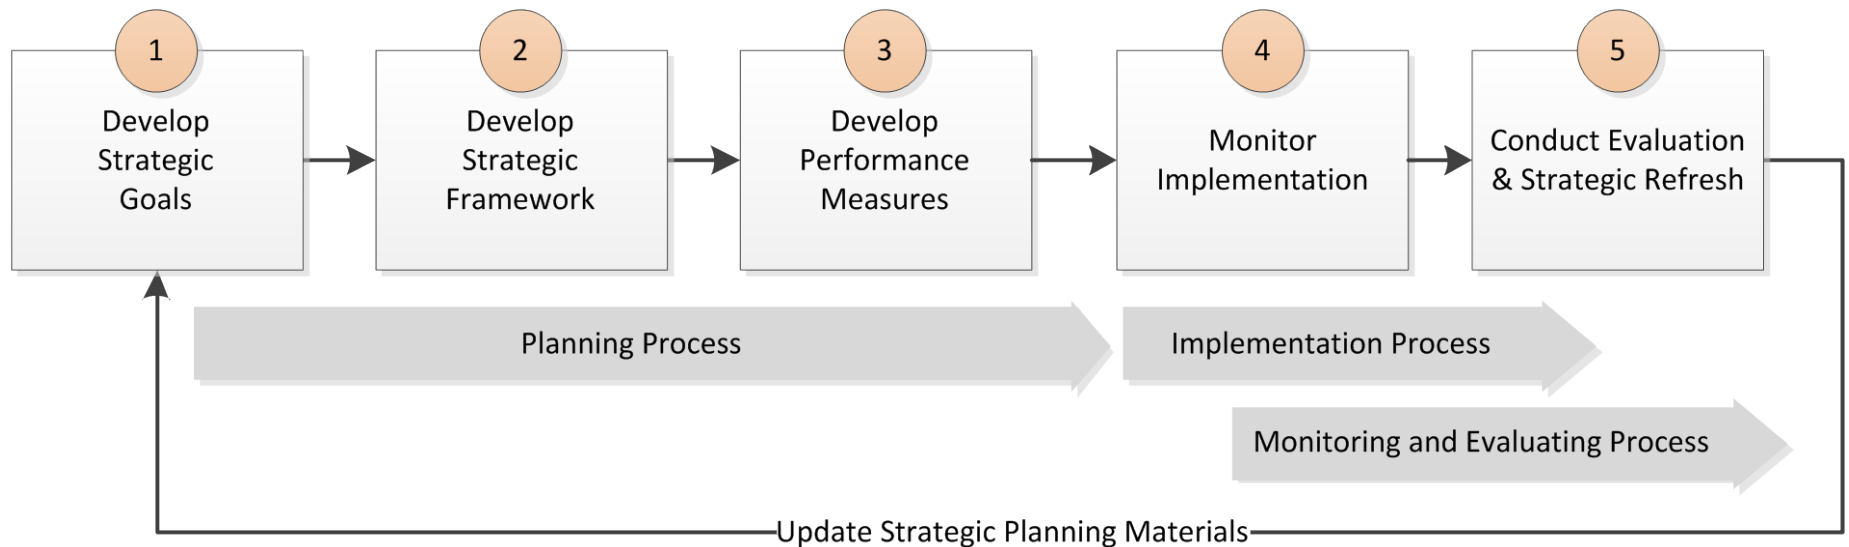 1
Develop
Strategic
Goals
2
Develop
Strategic
Framework
3
Develop
Performance
Measures
4
Monitor
Implementation
5
Conduct Evaluation
& Strategic Refresh
Planning Process
Implementation Process
Monitoring and Evaluating Process
Update Strategic Planning Materials